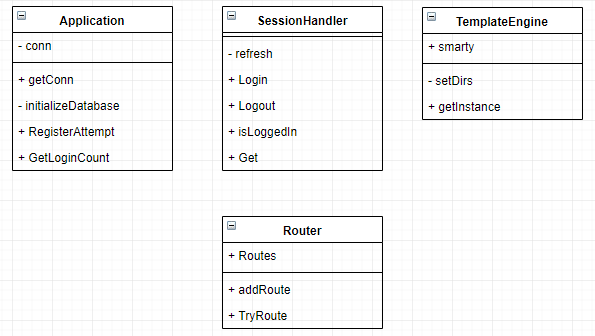 Application
- conn
+ getConn
- initializeDatabase
+ RegisterAttempt
+ GetLoginCount
SessionHandler
- refresh
+ Login
+ Logout
+ isLoggedIn
+ Get
TemplateEngine
+ smarty
- setDirs
+ getInstance
Router
+ Routes
+ addRoute
+ TryRoute